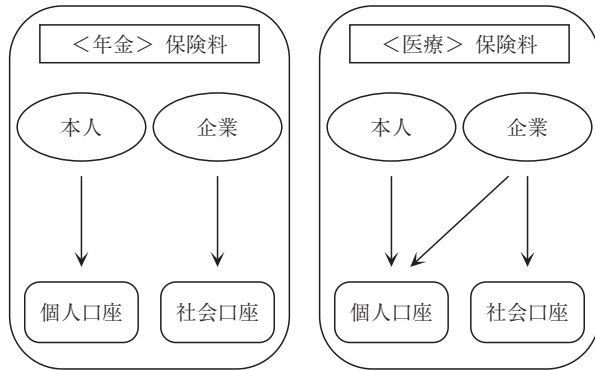 ＜年金＞ 保険料
本人
企業
個人口座
社会口座
＜医療＞ 保険料
本人
企業
個人口座
社会口座